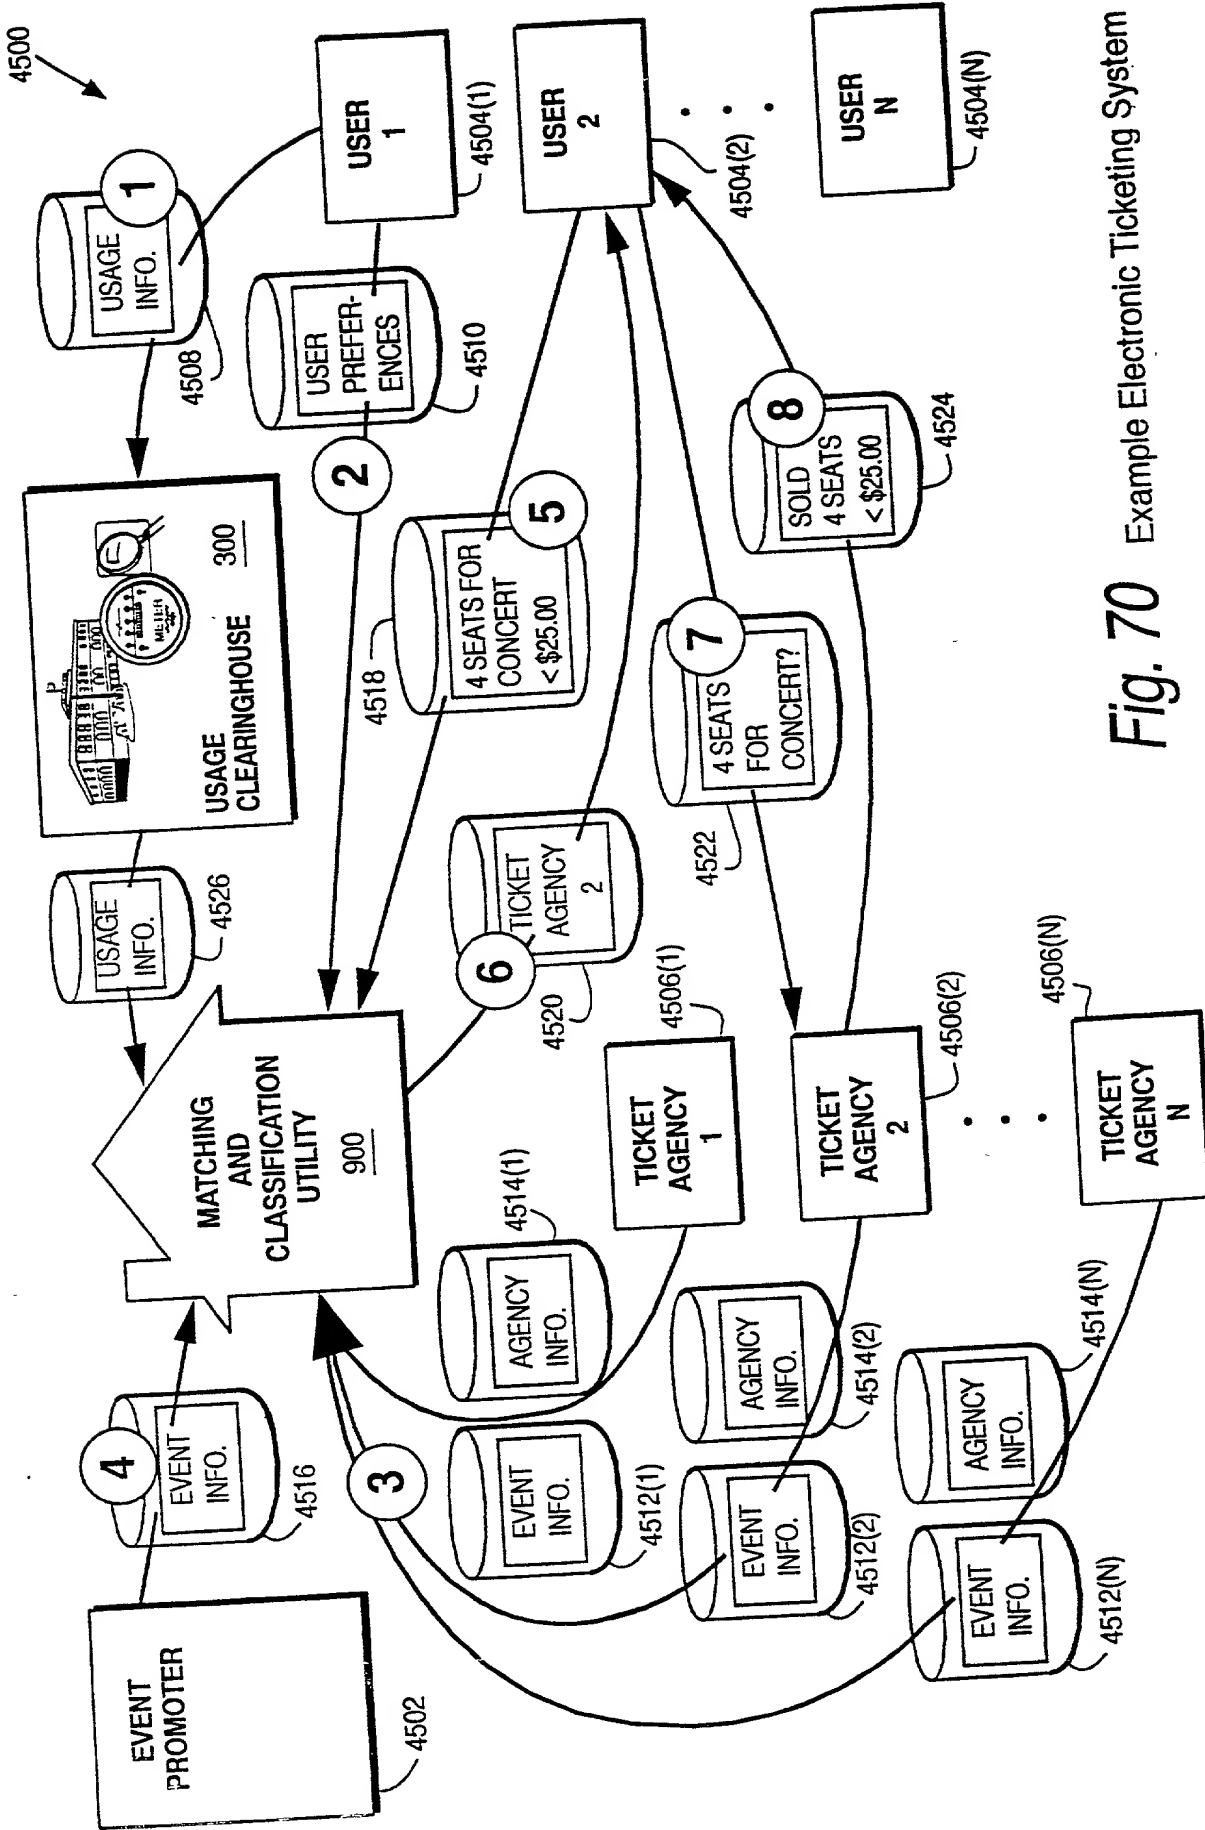 4500
EVENT
PROMOTER
4502
4
EVENT
INFO.
4516
MATCHING
AND
CLASSIFICATION
UTILITY
900
USAGE
INFO.
4526
USAGE
CLEARINGHOUSE
300
METER
USAGE
INFO.
1
4508
USER
1
4504(1)
2
USER
PREFER-
ENCES
4510
3
EVENT
INFO.
4512(1)
AGENCY
INFO.
4514(1)
TICKET
AGENCY
1
4506(1)
4518
4 SEATS FOR
CONCERT
< $25.00
5
USER
2
4504(2)
6
TICKET
AGENCY
2
4520
EVENT
INFO.
4512(2)
AGENCY
INFO.
4514(2)
TICKET
AGENCY
2
4506(2)
7
4 SEATS
FOR
CONCERT?
4522
8
SOLD
4 SEATS
< $25.00
4524
USER
N
4504(N)
EVENT
INFO.
4512(N)
AGENCY
INFO.
4514(N)
TICKET
AGENCY
N
4506(N)
Fig. 70 Example Electronic Ticketing System